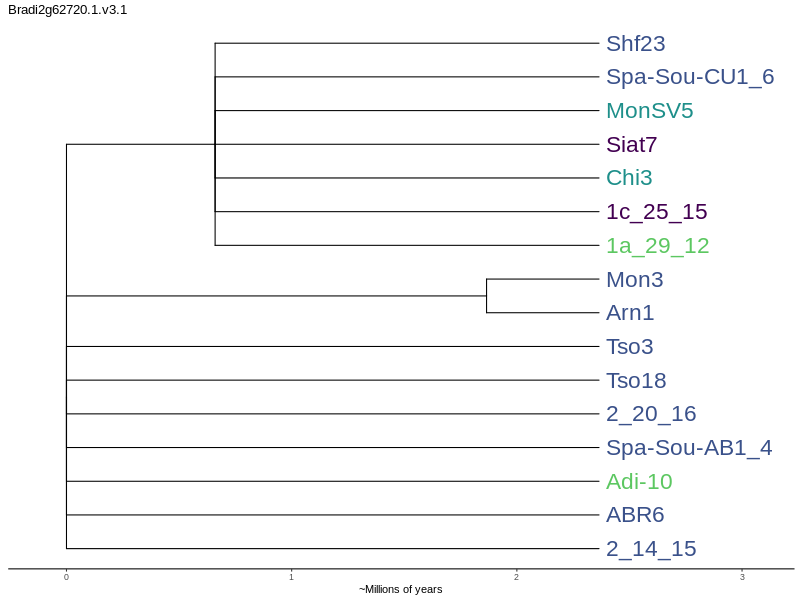 Bradi2g62720.1.v3.1
Shf23
Spa-Sou-CU1_6
MonSV5
Siat7
Chi3
1c_25_15
1a_29_12
Mon3
Arn1
Tso3
Tso18
2_20_16
Spa-Sou-AB1_4
Adi-10
ABR6
2_14_15
0 1 2 3
~Millions of years